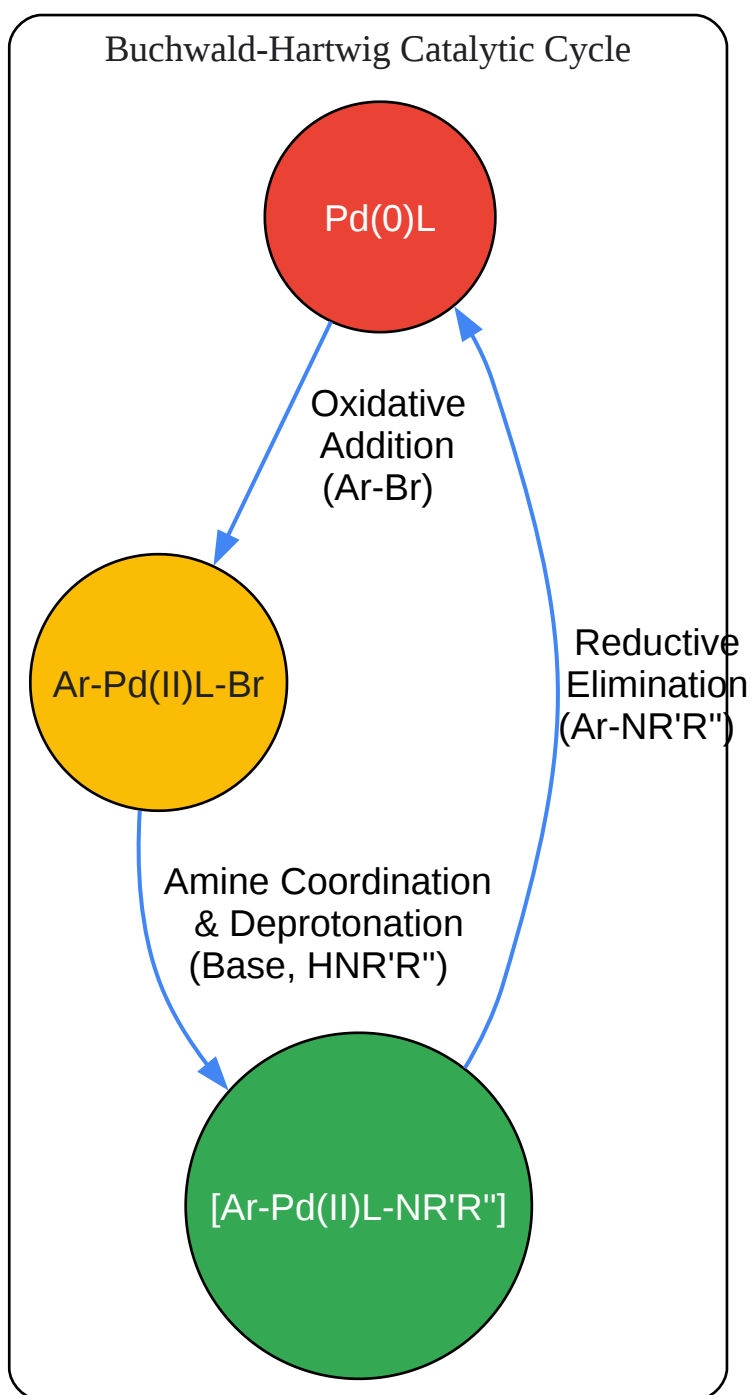 Buchwald-Hartwig Catalytic Cycle
Pd(0)L
Oxidative
Addition
(Ar-Br)
Ar-Pd(II)L-Br
Reductive
Elimination
(Ar-NR'R")
Amine Coordination
& Deprotonation
(Base, HNR'R")
[Ar-Pd(II)L-NR'R"]